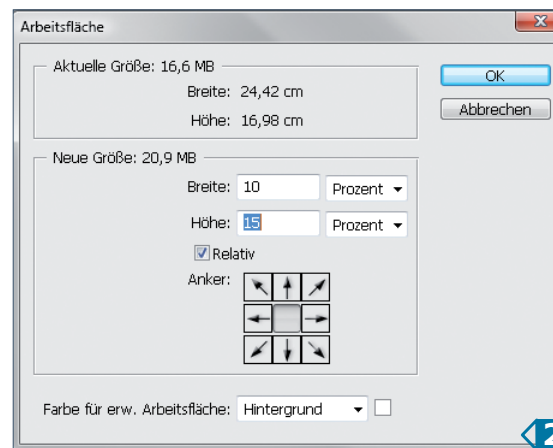 Arbeitsfläche
Aktuelle Größe: 16,6 MB
OK
Breite: 24,42 cm
Abbrechen
Höhe: 16,98 cm
Neue Größe: 20,9 MB
Breite: 10 Prozent
Höhe: 15 Prozent
Relativ
Anker:
Farbe für erw. Arbeitsfläche: Hintergrund
2